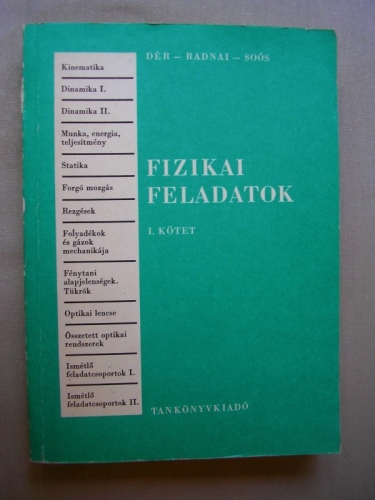 DÉR – RADNAI – SOÓS
Kinematika
Dinamika I.
Dinamika II.
Munka, energia,
teljesítmény
Statika
Forgó mozgás
Rezgések
Folyadékok
és gázok
mechanikája
Fénytani
alapjelenségek.
Tükrök
Optikai lencse
Összetett optikai
rendszerek
Ismétlő
feladatcsoportok I.
Ismétlő
feladatcsoportok II.
FIZIKAI
FELADATOK
I. KÖTET
TANKÖNYVKIADÓ